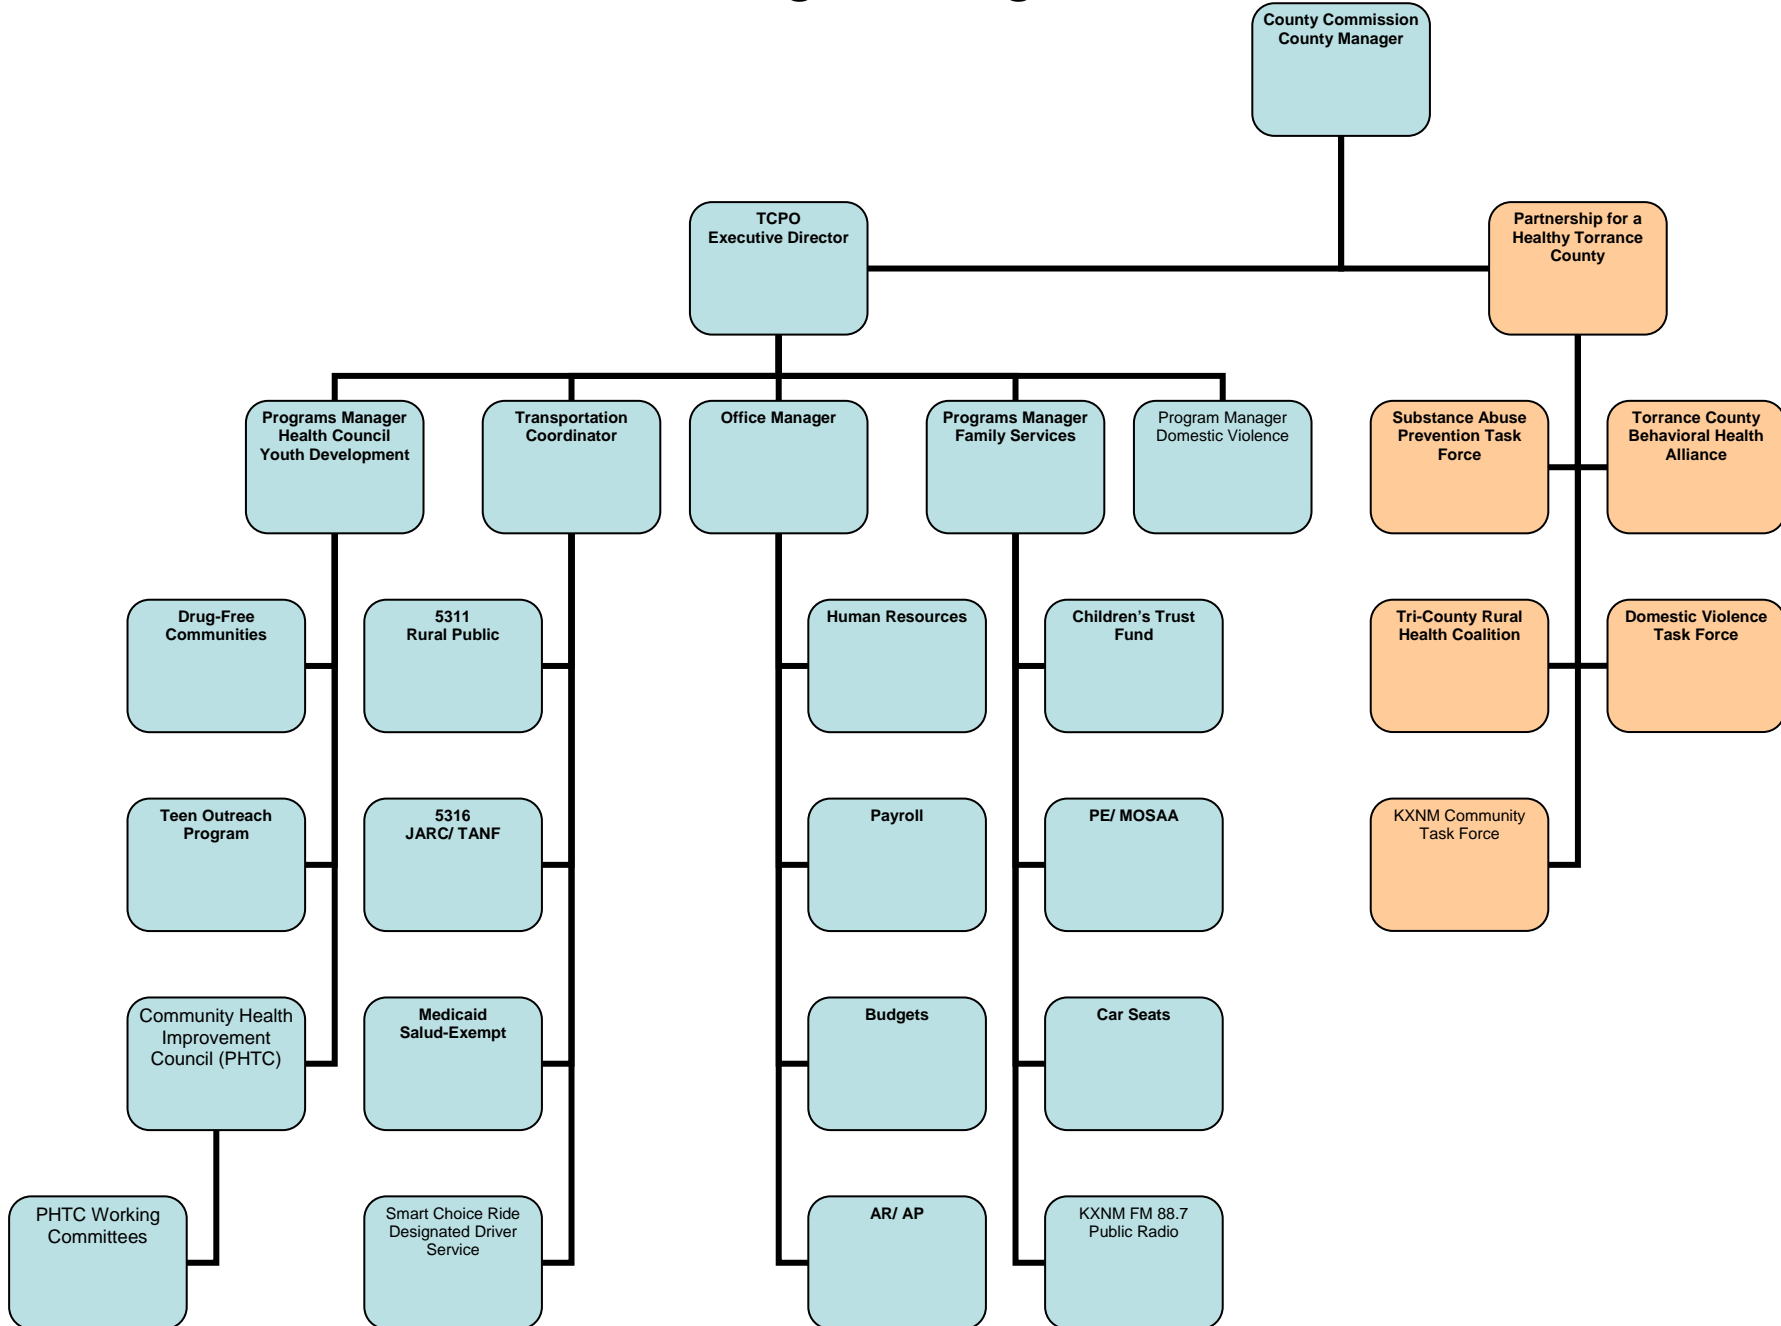 County Commission
County Manager
TCPO
Executive Director
Partnership for a
Healthy Torrance
County
Programs Manager
Health Council
Youth Development
Transportation
Coordinator
Office Manager
Programs Manager
Family Services
Program Manager
Domestic Violence
Substance Abuse
Prevention Task
Force
Torrance County
Behavioral Health
Alliance
Drug-Free
Communities
5311
Rural Public
Human Resources
Children's Trust
Fund
Tri-County Rural
Health Coalition
Domestic Violence
Task Force
Teen Outreach
Program
5316
JARC/ TANF
Payroll
PE/ MOSAA
KXNM Community
Task Force
Community Health
Improvement
Council (PHTC)
Medicaid
Salud-Exempt
Budgets
Car Seats
PHTC Working
Committees
Smart Choice Ride
Designated Driver
Service
AR/ AP
KXNM FM 88.7
Public Radio